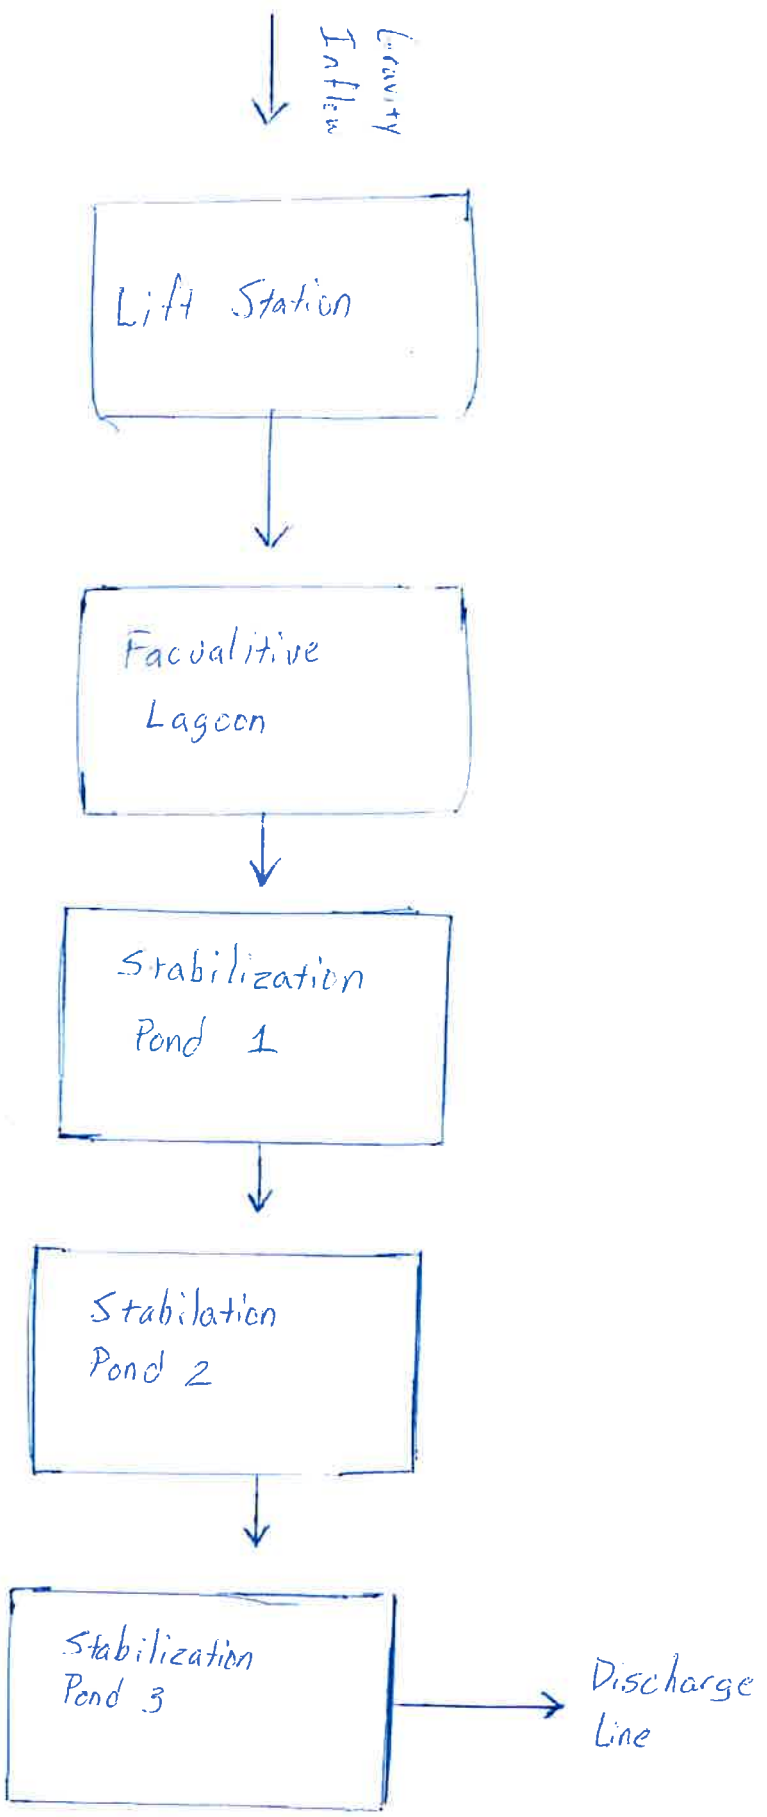 Gravity
Inflow
Lift Station
Facualitive
Lagoon
Stabilization
Pond 1
Stabilation
Pond 2
Stabilization
Pond 3
Discharge
Line